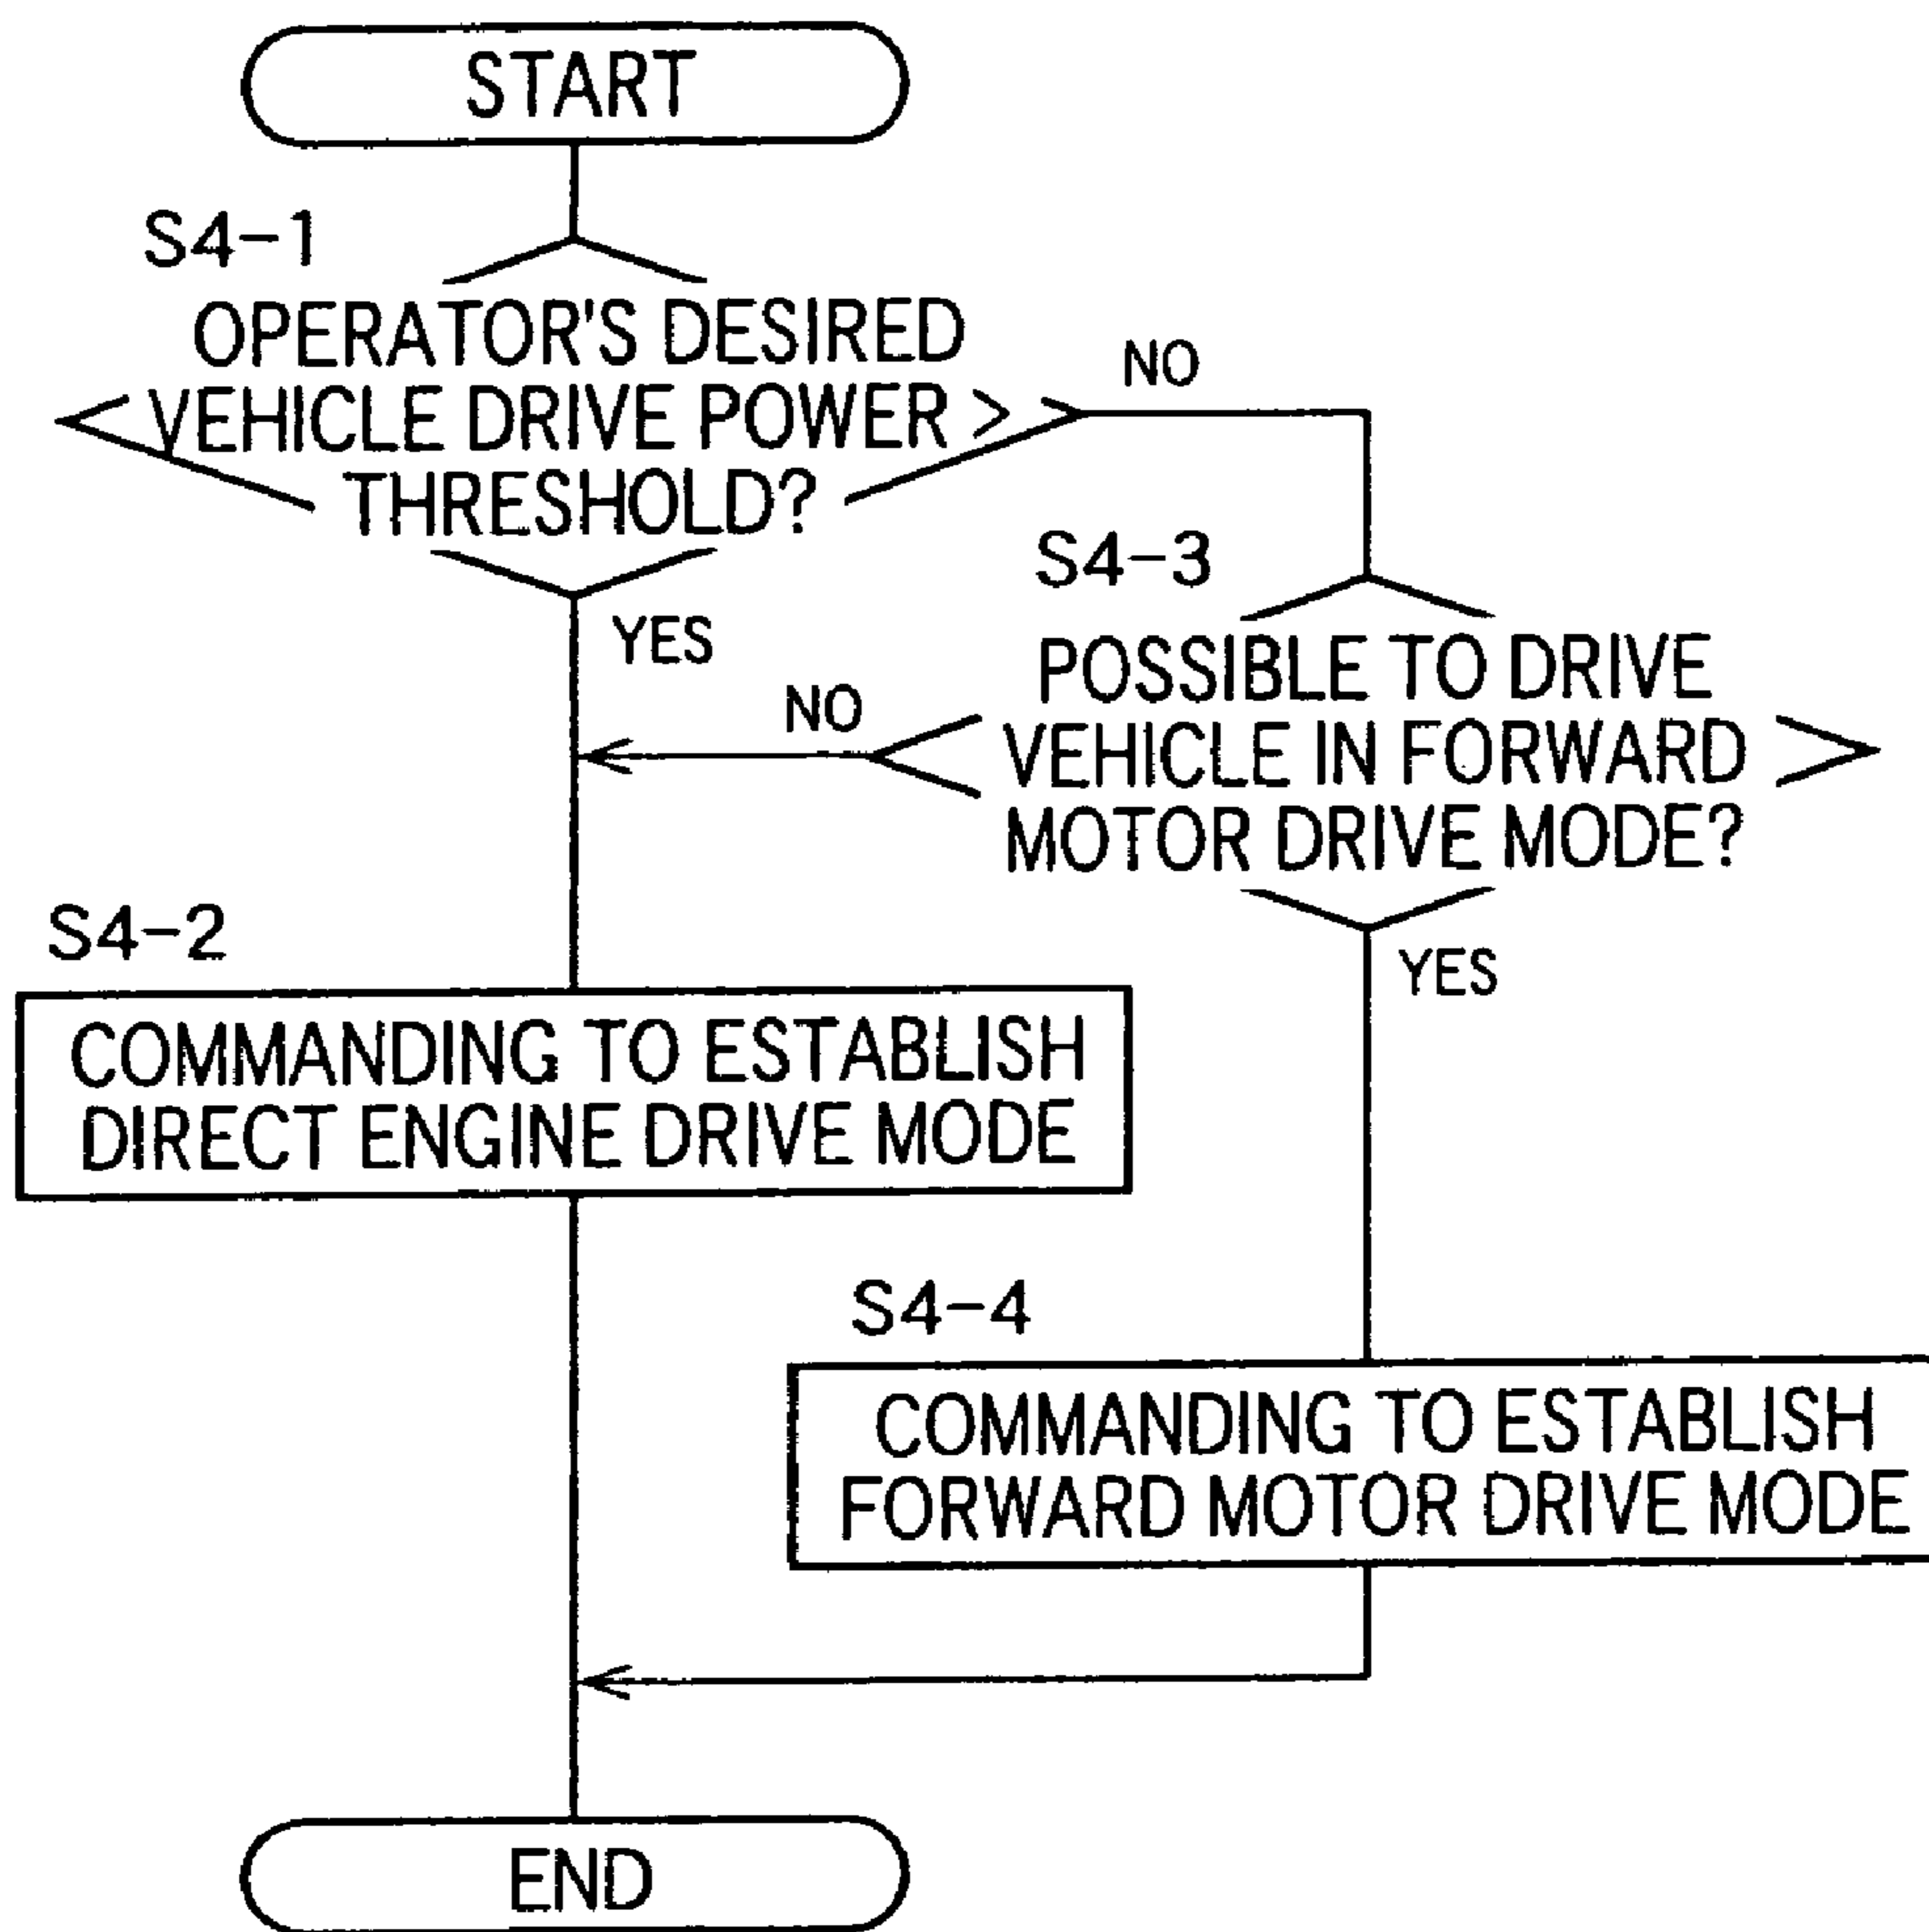 START
S4-1
OPERATOR'S DESIRED
VEHICLE DRIVE POWER >
THRESHOLD?
NO
YES
S4-3
POSSIBLE TO DRIVE
VEHICLE IN FORWARD
MOTOR DRIVE MODE?
NO
YES
S4-2
COMMANDING TO ESTABLISH
DIRECT ENGINE DRIVE MODE
S4-4
COMMANDING TO ESTABLISH
FORWARD MOTOR DRIVE MODE
END